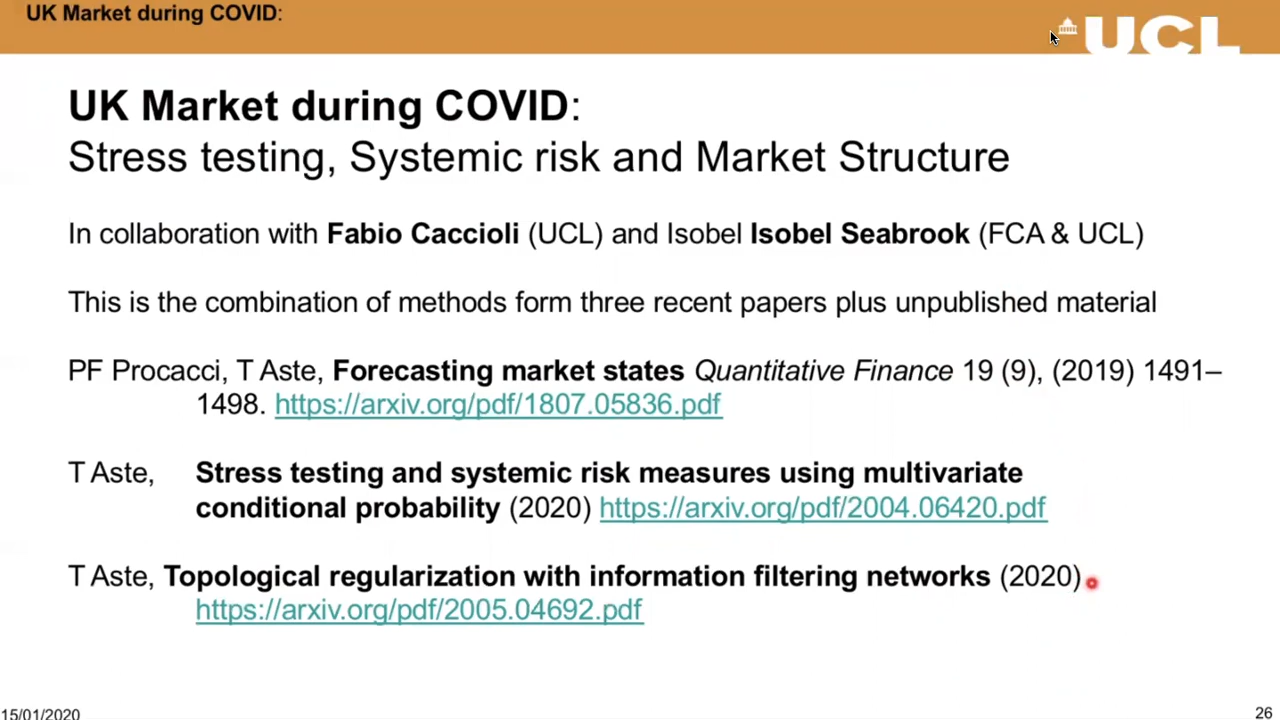 UK Market during COVID:
UCL
UK Market during COVID:
Stress testing, Systemic risk and Market Structure
In collaboration with Fabio Caccioli (UCL) and Isobel Isobel Seabrook (FCA & UCL)
This is the combination of methods form three recent papers plus unpublished material
PF Procacci, T Aste, Forecasting market states Quantitative Finance 19 (9), (2019) 1491–
1498. https://arxiv.org/pdf/1807.05836.pdf
T Aste, Stress testing and systemic risk measures using multivariate
conditional probability (2020) https://arxiv.org/pdf/2004.06420.pdf
T Aste, Topological regularization with information filtering networks (2020)
https://arxiv.org/pdf/2005.04692.pdf
15/01/2020
26